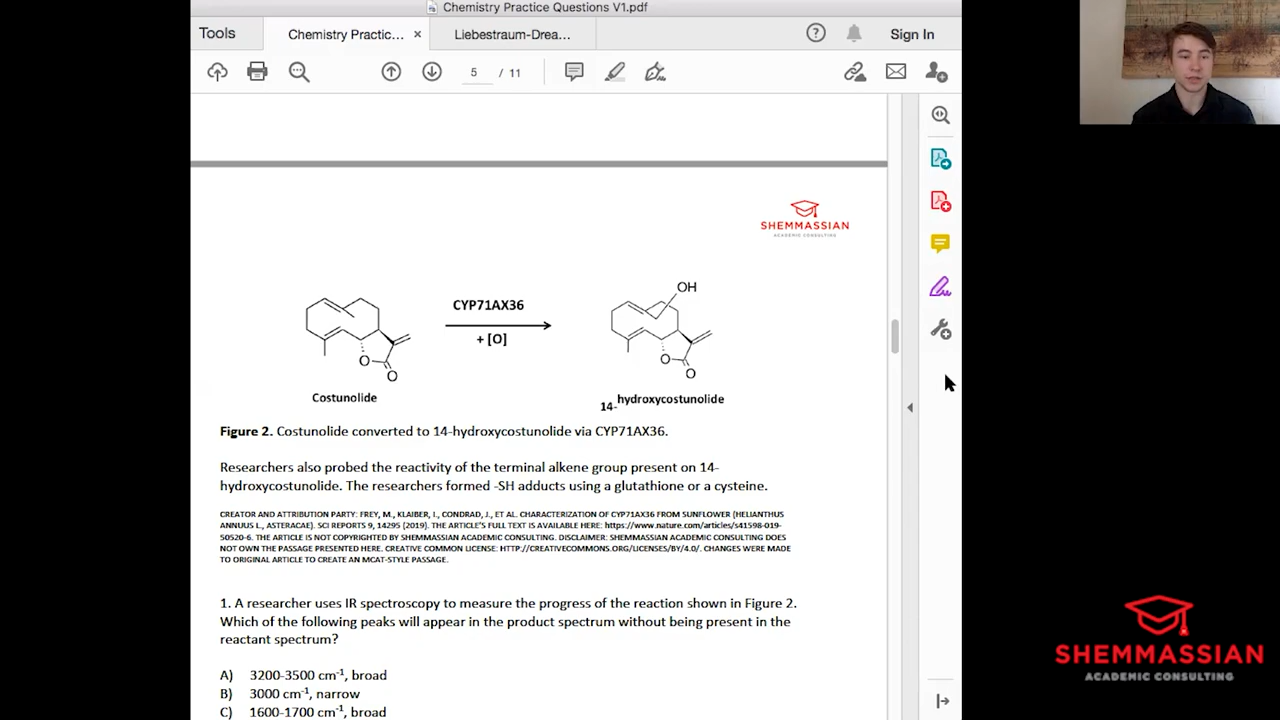 Chemistry Practice Questions V1.pdf
Tools
Chemistry Practic... ×
Liebestraum-Drea...
Sign In
5 / 11
SHEMMASSIAN
ACADEMIC CONSULTING
OH
CYP71AX36
+ [O]
O
O
O
O
Costunolide
14-hydroxycostunolide
Figure 2. Costunolide converted to 14-hydroxycostunolide via CYP71AX36.
Researchers also probed the reactivity of the terminal alkene group present on 14-
hydroxycostunolide. The researchers formed -SH adducts using a glutathione or a cysteine.
CREATOR AND ATTRIBUTION PARTY: FREY, M., KLAIBER, I., CONDRAD, J., ET AL. CHARACTERIZATION OF CYP71AX36 FROM SUNFLOWER (HELIANTHUS
ANNUUS L., ASTERACAE). SCI REPORTS 9, 14295 (2019). THE ARTICLE'S FULL TEXT IS AVAILABLE HERE: https://www.nature.com/articles/s41598-019-
50520-6. THE ARTICLE IS NOT COPYRIGHTED BY SHEMMASSIAN ACADEMIC CONSULTING. DISCLAIMER: SHEMMASSIAN ACADEMIC CONSULTING DOES
NOT OWN THE PASSAGE PRESENTED HERE. CREATIVE COMMON LICENSE: HTTP://CREATIVECOMMONS.ORG/LICENSES/BY/4.0/. CHANGES WERE MADE
TO ORIGINAL ARTICLE TO CREATE AN MCAT-STYLE PASSAGE.
1. A researcher uses IR spectroscopy to measure the progress of the reaction shown in Figure 2.
Which of the following peaks will appear in the product spectrum without being present in the
reactant spectrum?
A) 3200-3500 cm⁻¹, broad
B) 3000 cm⁻¹, narrow
C) 1600-1700 cm⁻¹, broad
SHEMMASSIAN
ACADEMIC CONSULTING